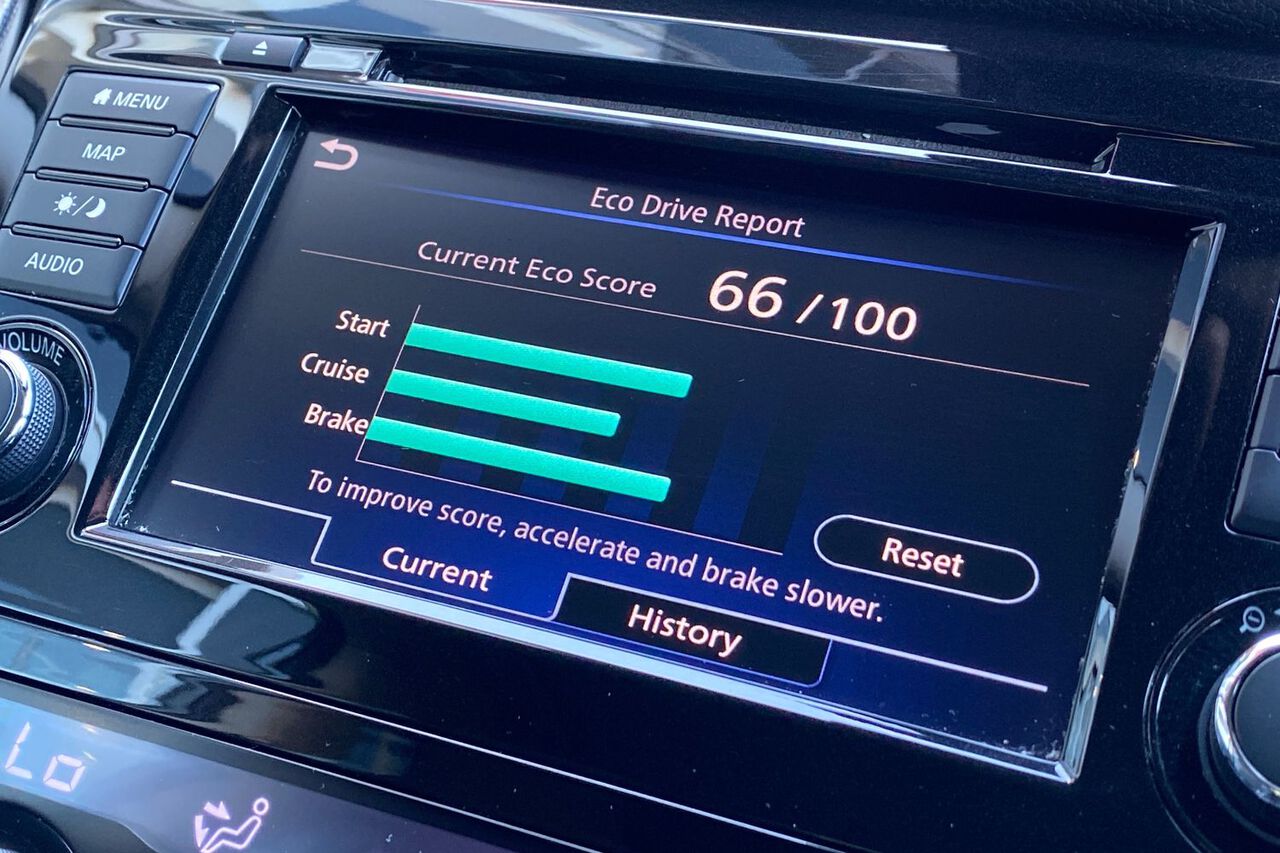 MENU
MAP
AUDIO
VOLUME
Eco Drive Report
Current Eco Score 66 /100
Start
Cruise
Brake
To improve score, accelerate and brake slower.
Reset
Current
History
Lo